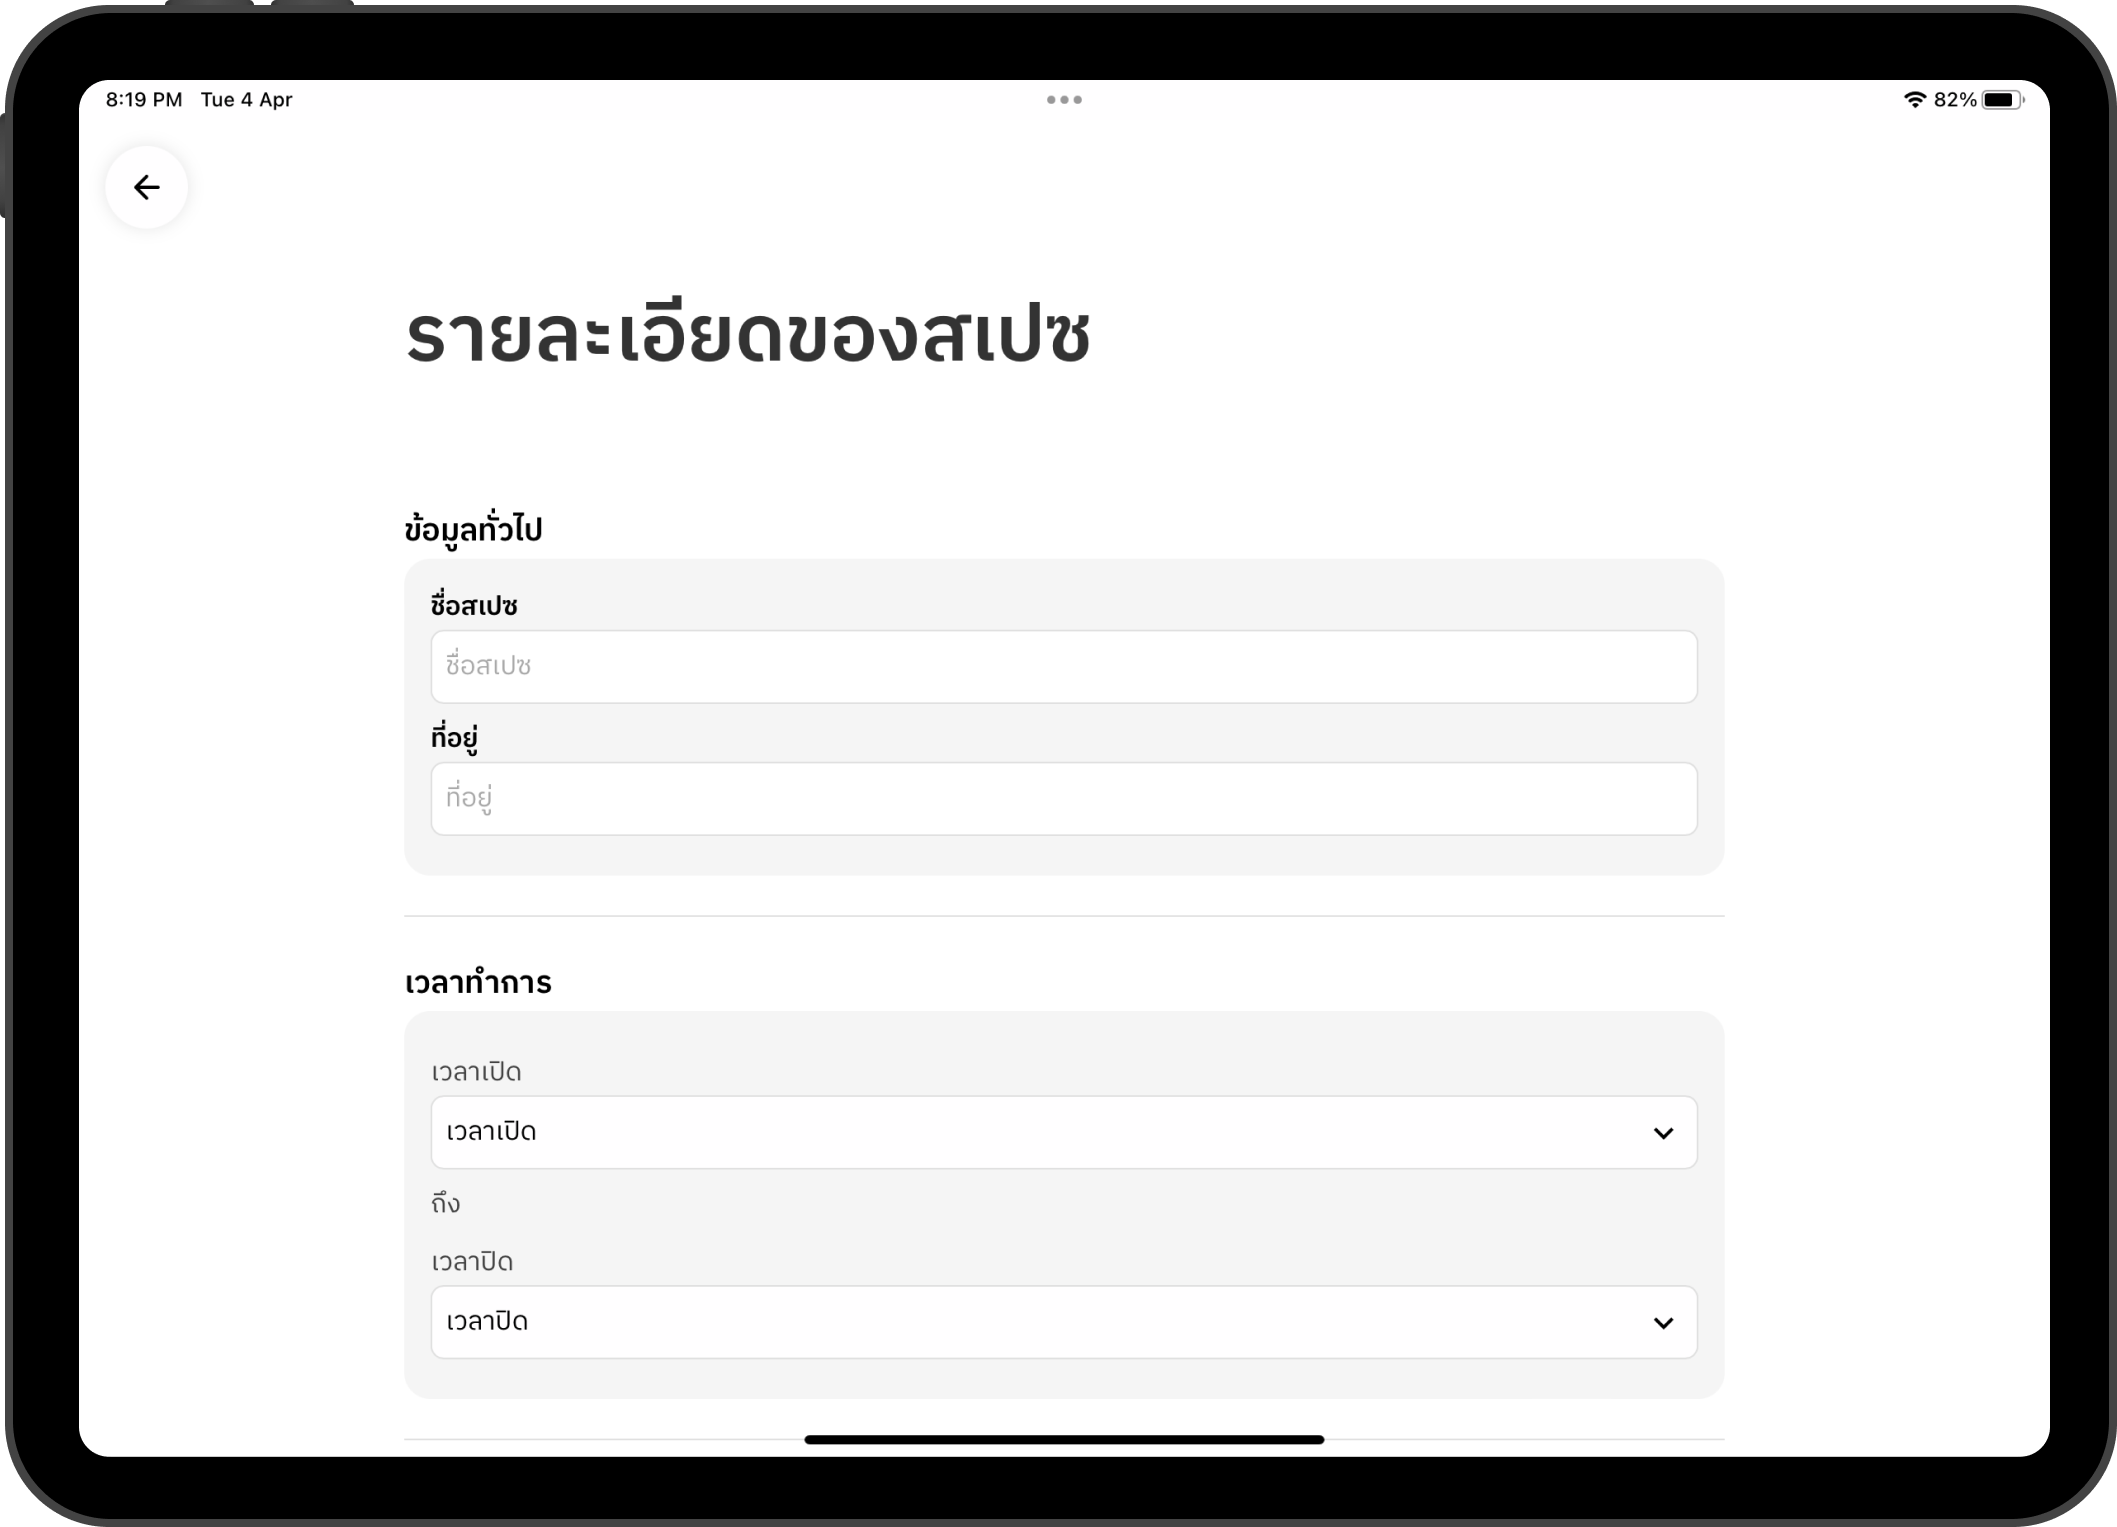 8:19 PM Tue 4 Apr
82%
รายละเอียดของสเปซ
ข้อมูลทั่วไป
ชื่อสเปซ
ชื่อสเปซ
ที่อยู่
ที่อยู่
เวลาทำการ
เวลาเปิด
เวลาเปิด
ถึง
เวลาปิด
เวลาปิด